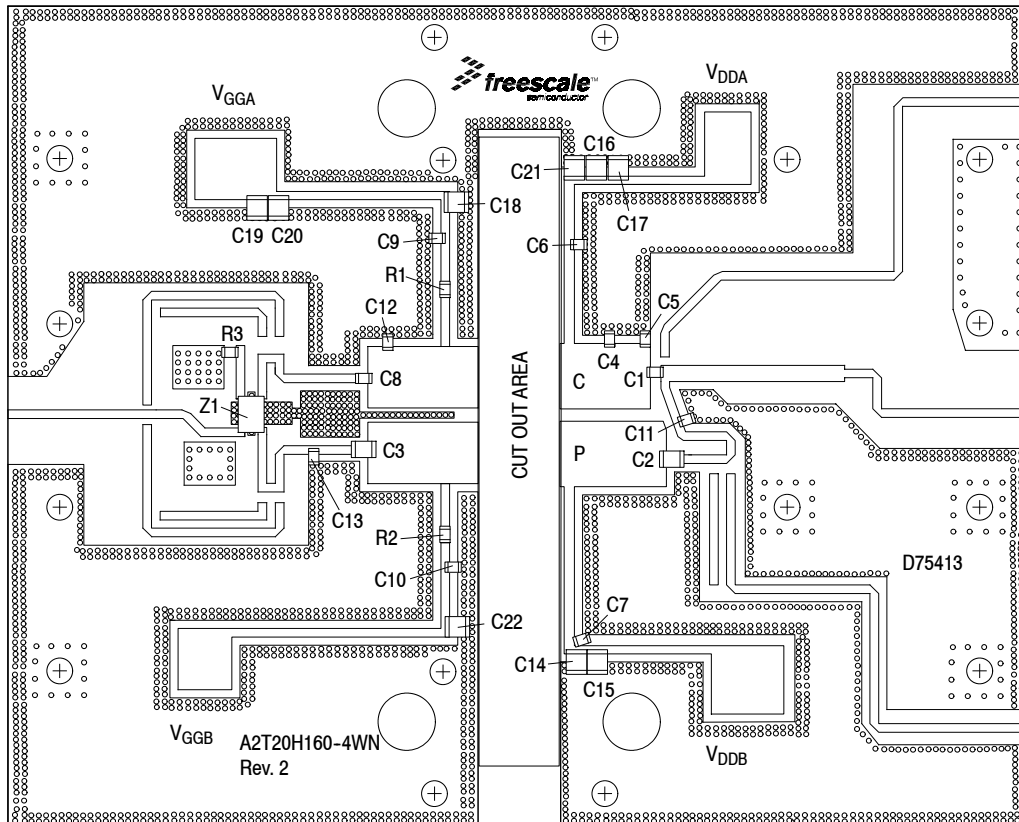 freescale™
semiconductor
VGGA
VDDA
C16
C21
C17
C18
C19 C20
C9
C6
R1
C12
C5
R3
C4
C8
C
C1
Z1
CUT OUT AREA
C11
C3
P
C2
C13
R2
C10
D75413
C22
C7
C14
C15
VGGB
A2T20H160-4WN
Rev. 2
VDDB